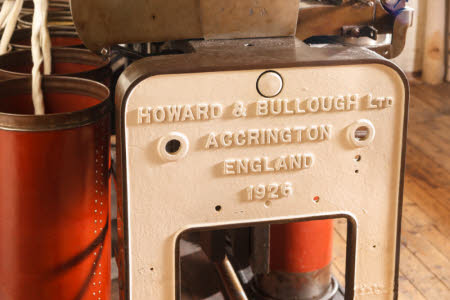 HOWARD & BULLOUGH LTD
ACCRINGTON
ENGLAND
1926